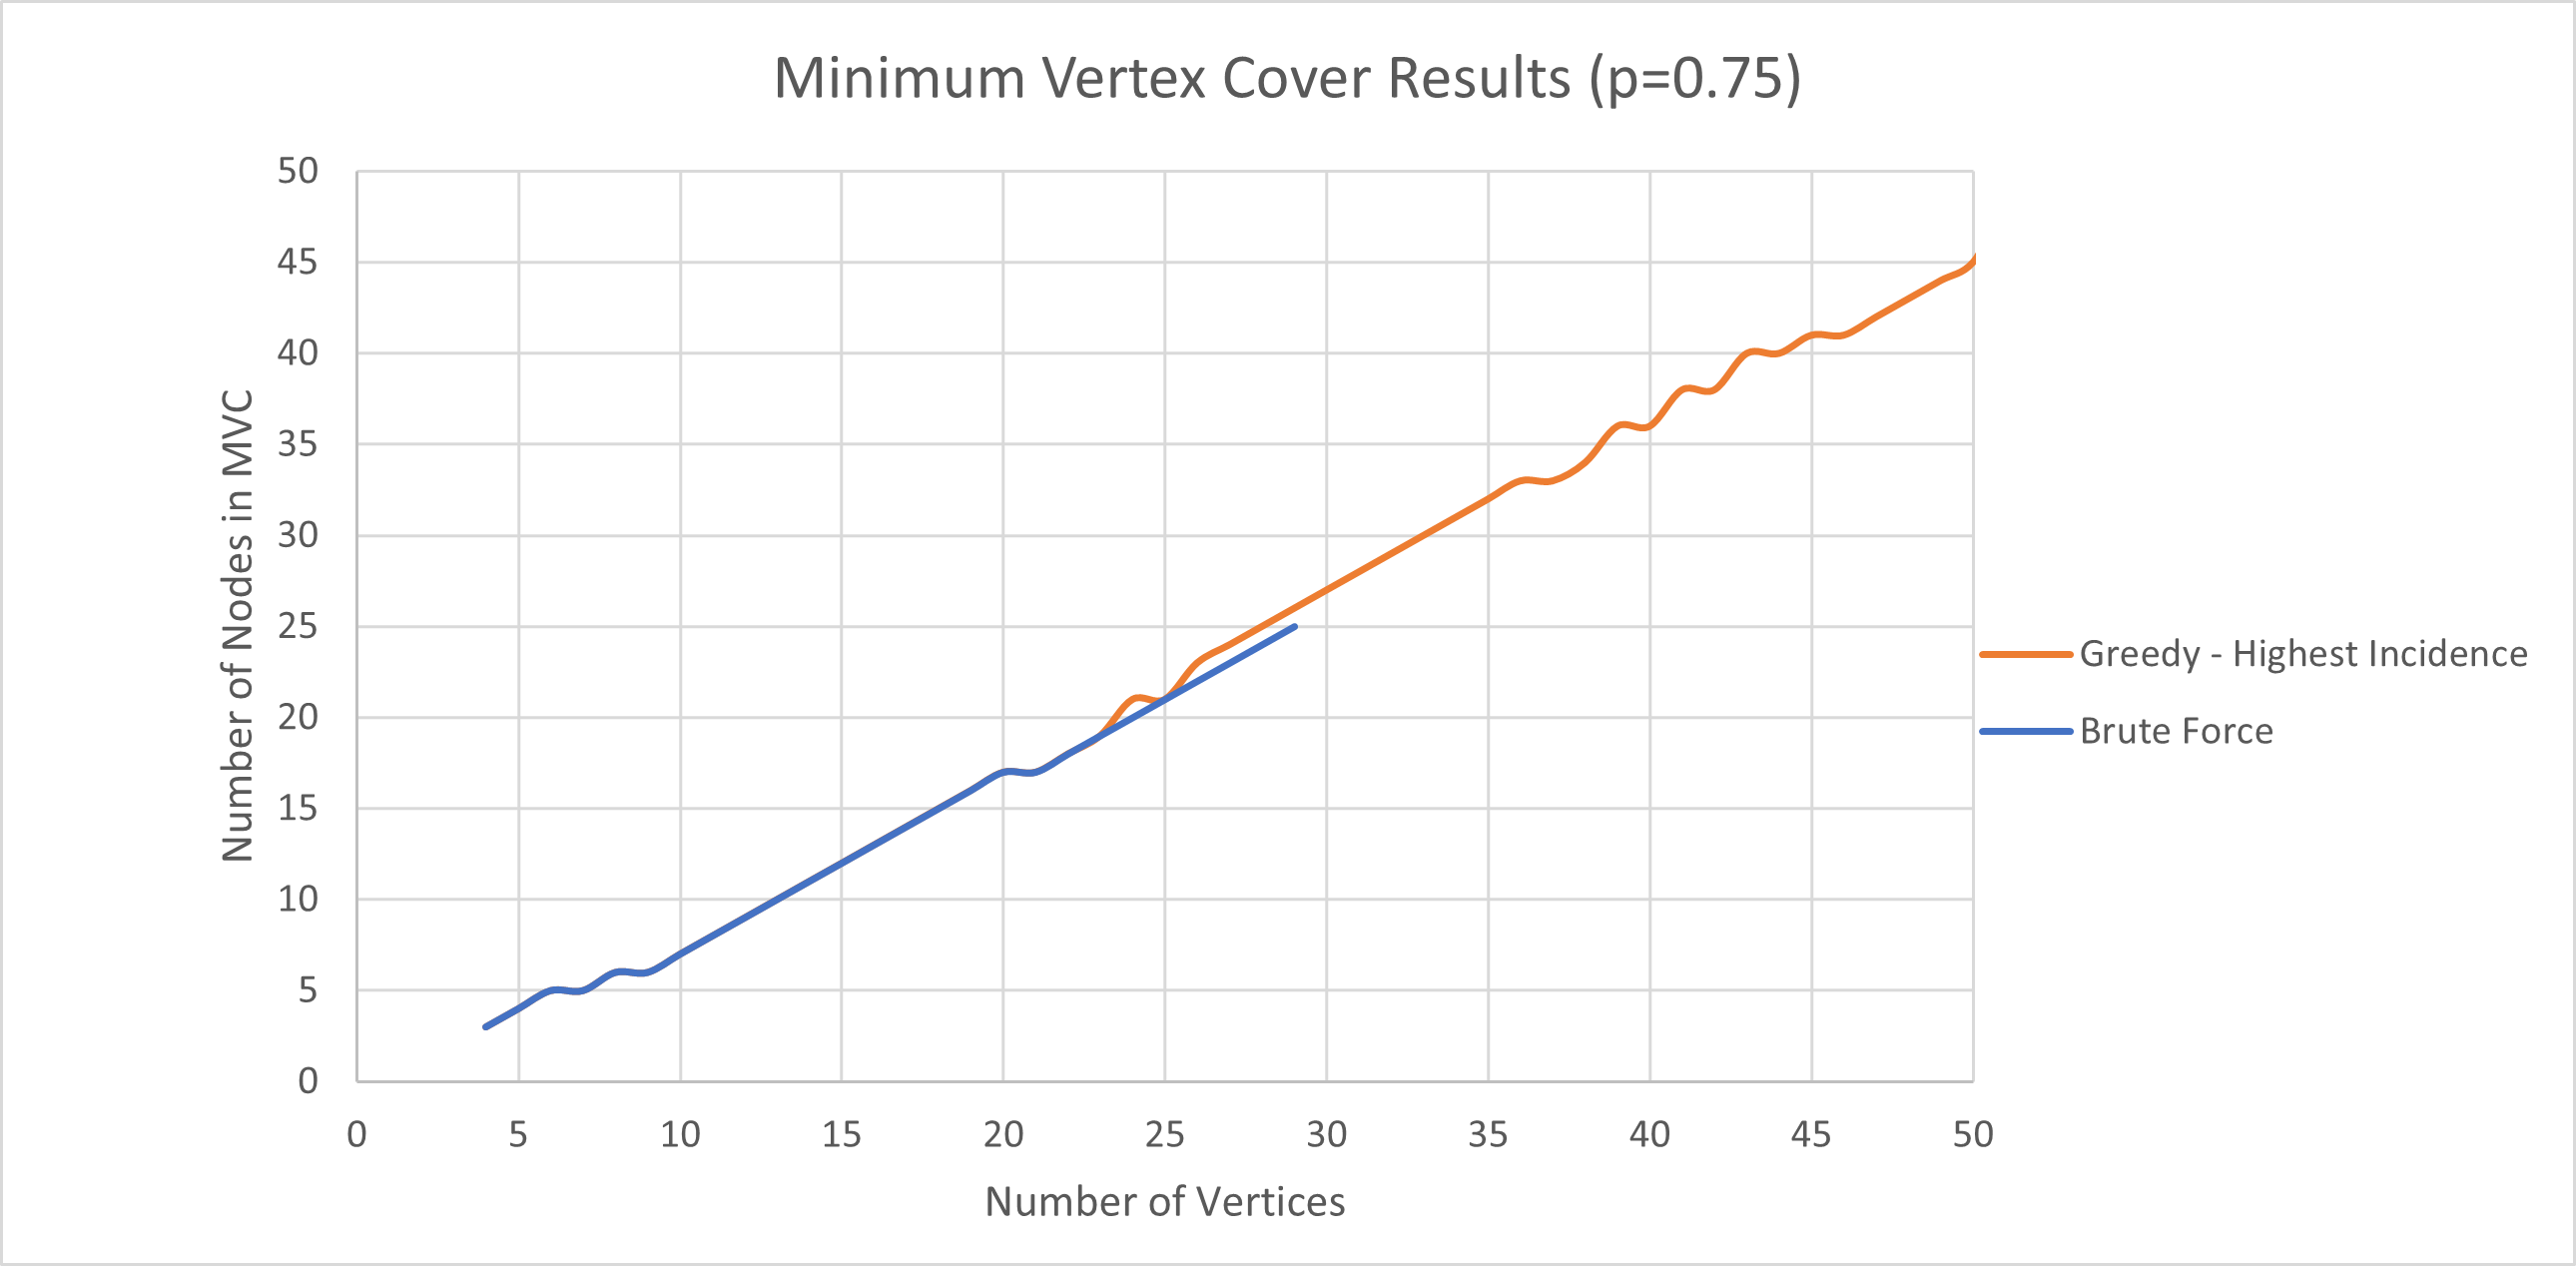 Minimum Vertex Cover Results (p=0.75)
Number of Nodes in MVC
50
45
40
35
30
25
20
15
10
5
0
0 5 10 15 20 25 30 35 40 45 50
Number of Vertices
Greedy - Highest Incidence
Brute Force